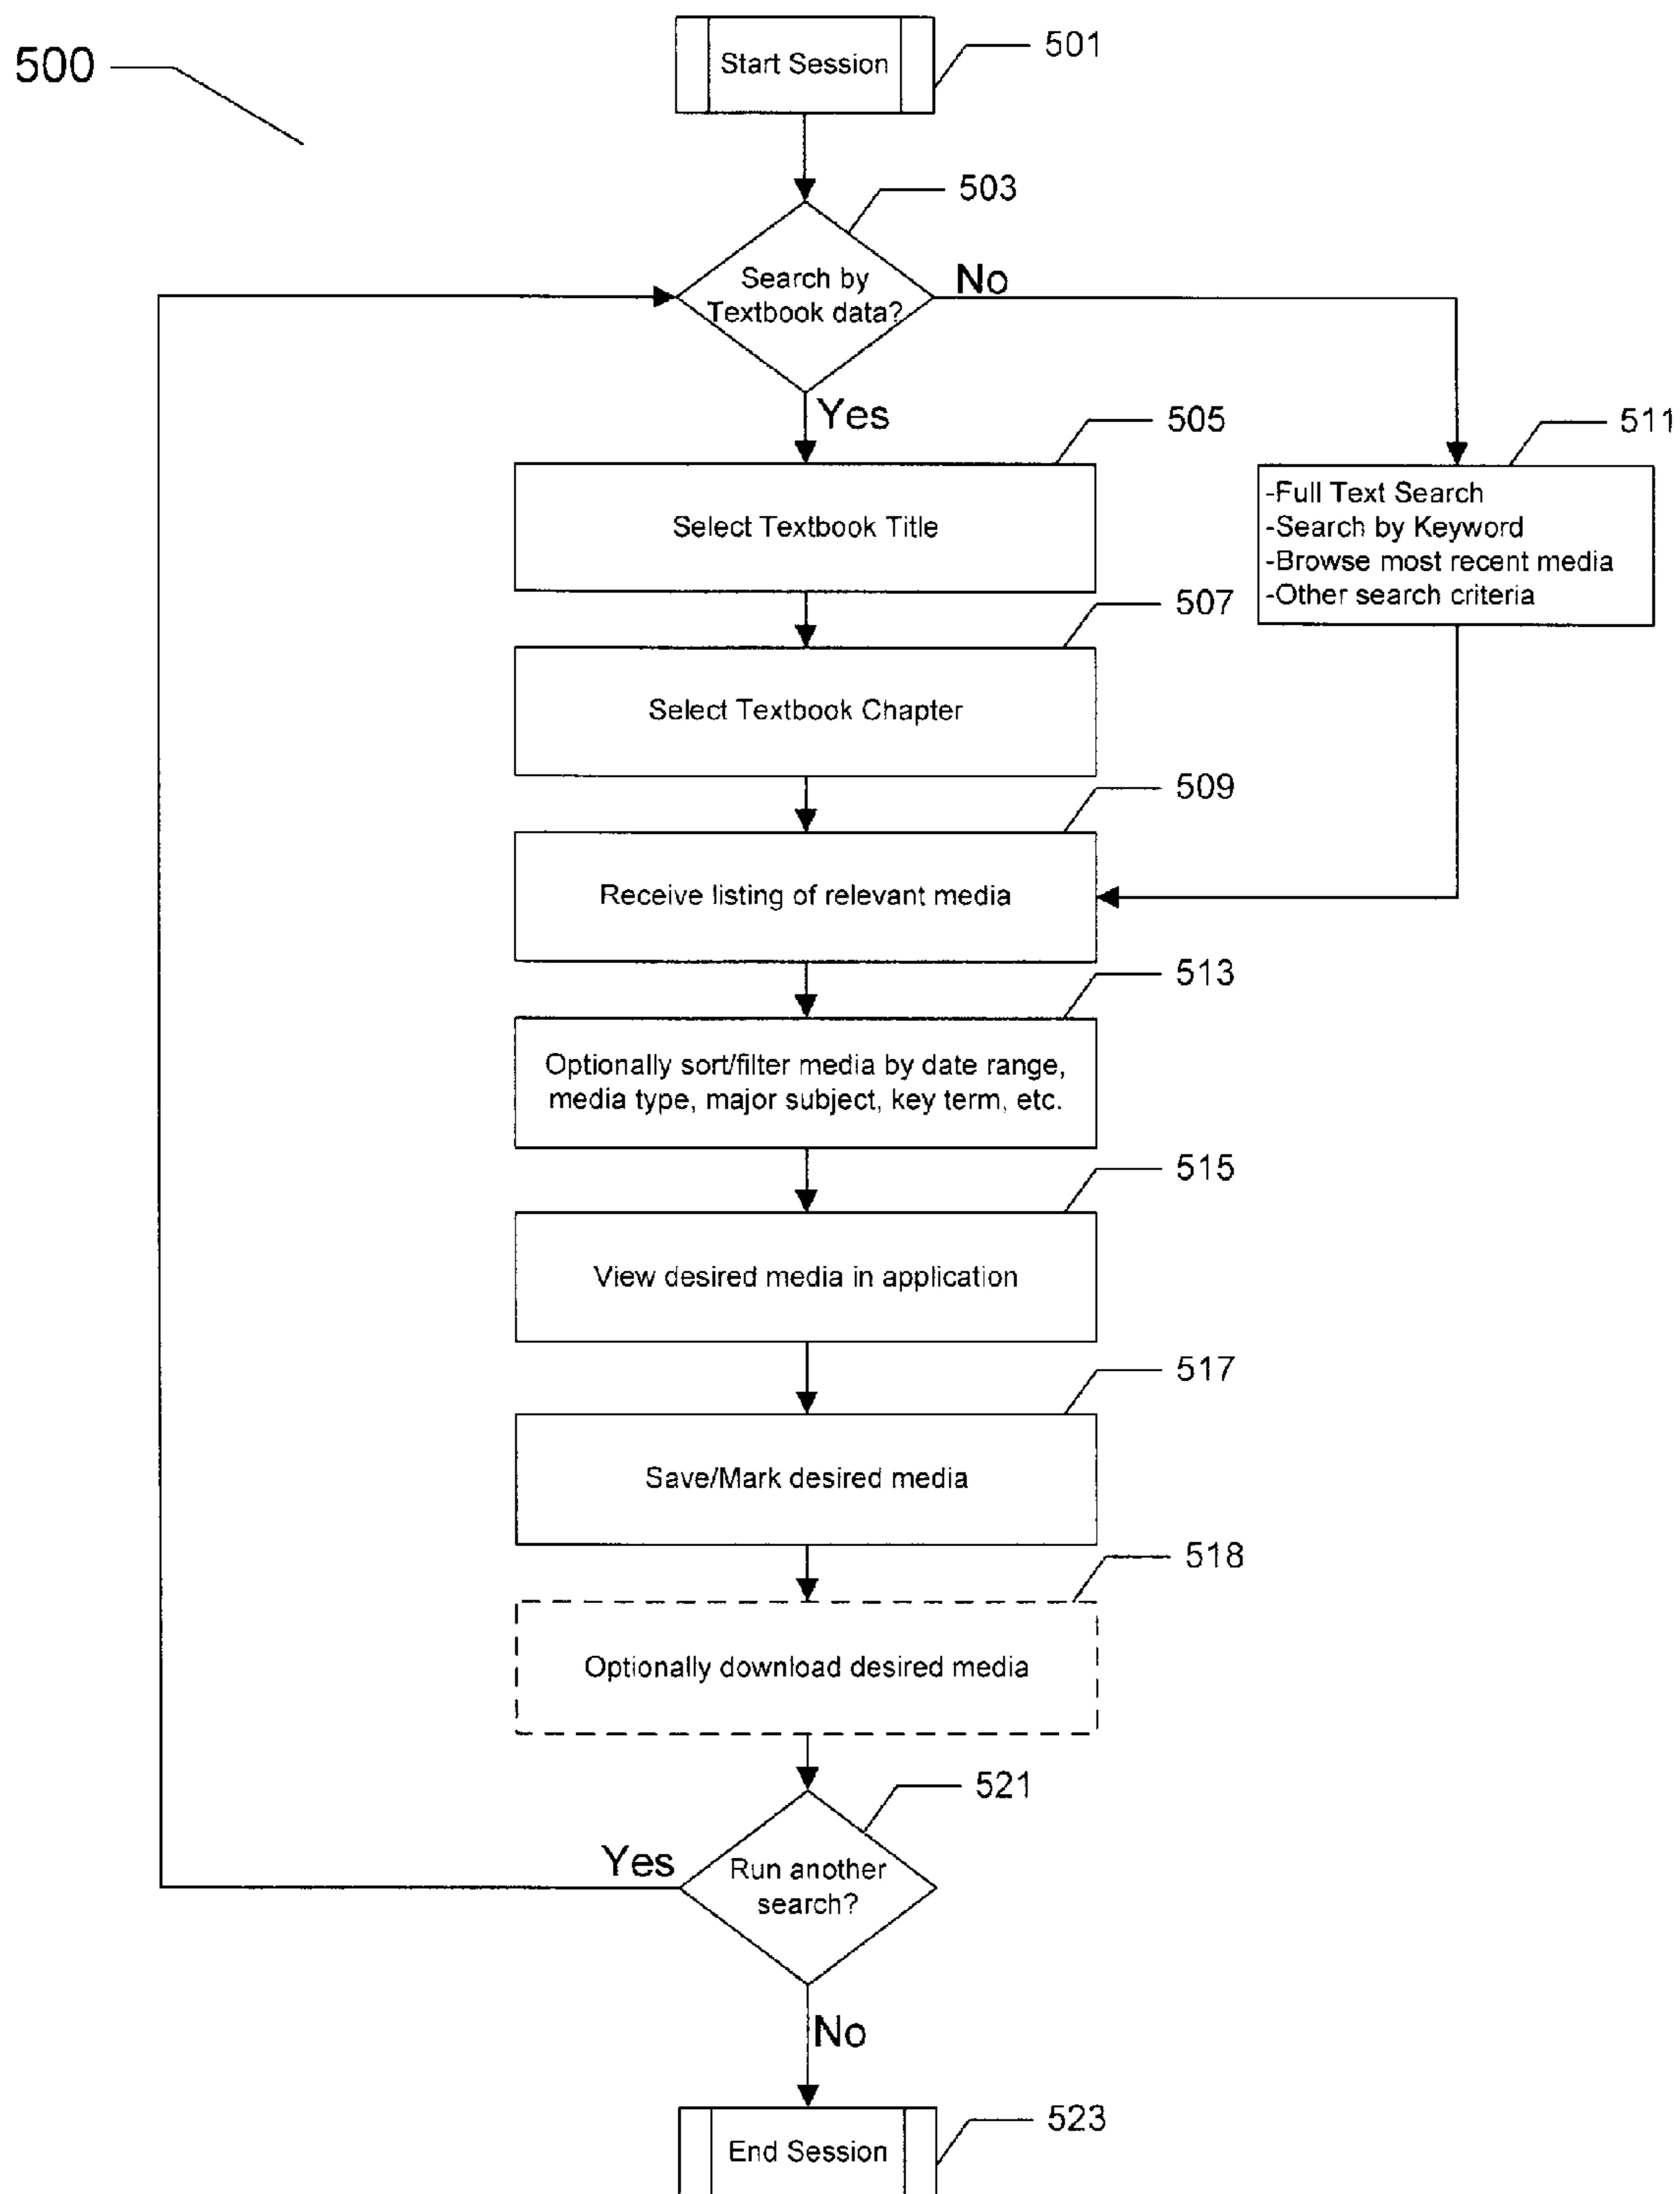 500
Start Session
501
503
Search by
Textbook data?
No
Yes
505
Select Textbook Title
511
-Full Text Search
-Search by Keyword
-Browse most recent media
-Other search criteria
507
Select Textbook Chapter
509
Receive listing of relevant media
513
Optionally sort/filter media by date range,
media type, major subject, key term, etc.
515
View desired media in application
517
Save/Mark desired media
518
Optionally download desired media
521
Yes
Run another
search?
No
523
End Session